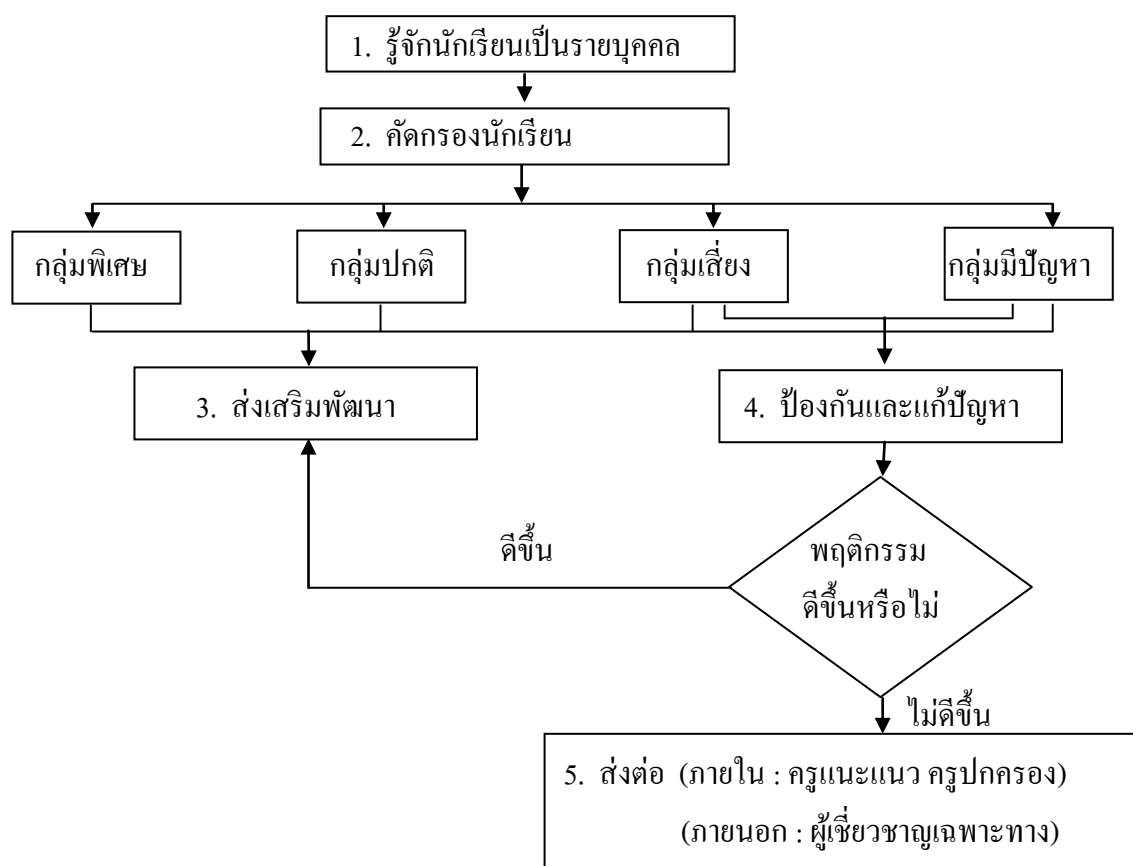 1. รู้จักนักเรียนเป็นรายบุคคล
2. คัดกรองนักเรียน
กลุ่มพิเศษ
กลุ่มปกติ
กลุ่มเสี่ยง
กลุ่มมีปัญหา
3. ส่งเสริมพัฒนา
4. ป้องกันและแก้ปัญหา
ดีขึ้น
พฤติกรรม
ดีขึ้นหรือไม่
ไม่ดีขึ้น
5. ส่งต่อ (ภายใน : ครูแนะแนว ครูปกครอง)
(ภายนอก : ผู้เชี่ยวชาญเฉพาะทาง)